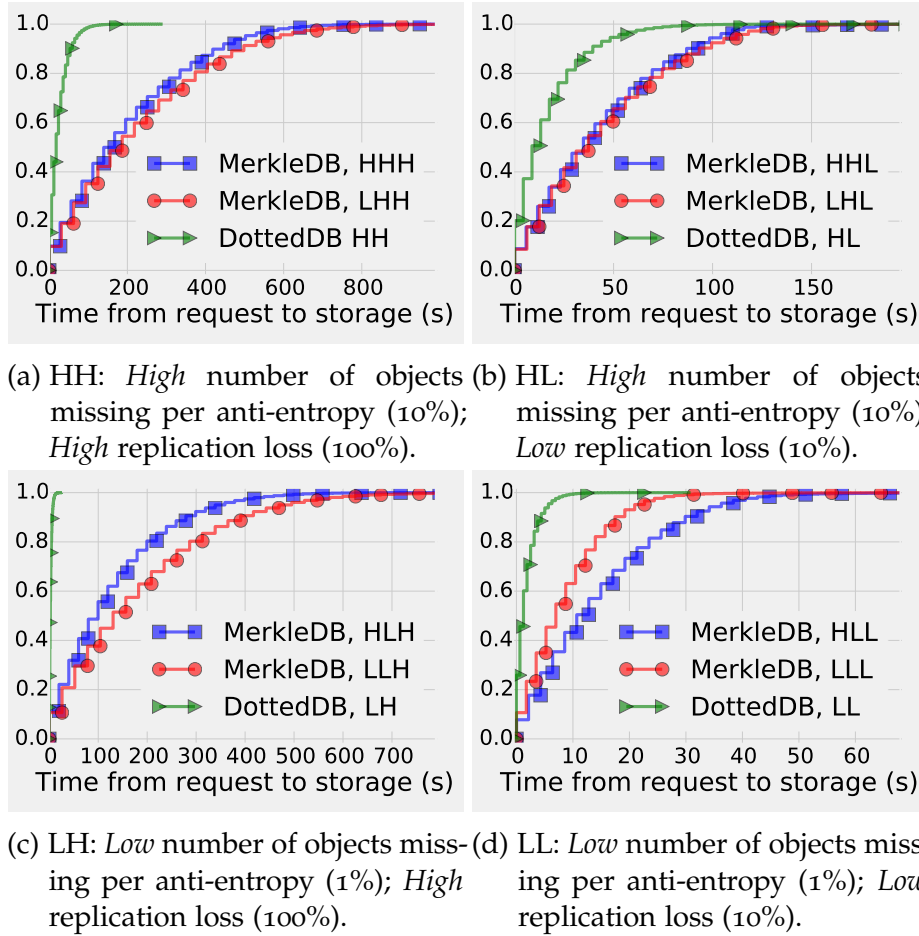 1.0
0.8
0.6
0.4
0.2
0.0
MerkleDB, HHH
MerkleDB, LHH
DottedDB HH
0 200 400 600 800
Time from request to storage (s)
1.0
0.8
0.6
0.4
0.2
0.0
MerkleDB, HHL
MerkleDB, LHL
DottedDB, HL
0 50 100 150
Time from request to storage (s)
(a) HH: High number of objects
missing per anti-entropy (10%);
High replication loss (100%).
(b) HL: High number of objects
missing per anti-entropy (10%)
Low replication loss (10%).
1.0
0.8
0.6
0.4
0.2
0.0
MerkleDB, HLH
MerkleDB, LLH
DottedDB, LH
0 100 200 300 400 500 600 700
Time from request to storage (s)
1.0
0.8
0.6
0.4
0.2
0.0
MerkleDB, HLL
MerkleDB, LLL
DottedDB, LL
0 10 20 30 40 50 60
Time from request to storage (s)
(c) LH: Low number of objects miss-
ing per anti-entropy (1%); High
replication loss (100%).
(d) LL: Low number of objects miss
ing per anti-entropy (1%); Low
replication loss (10%).